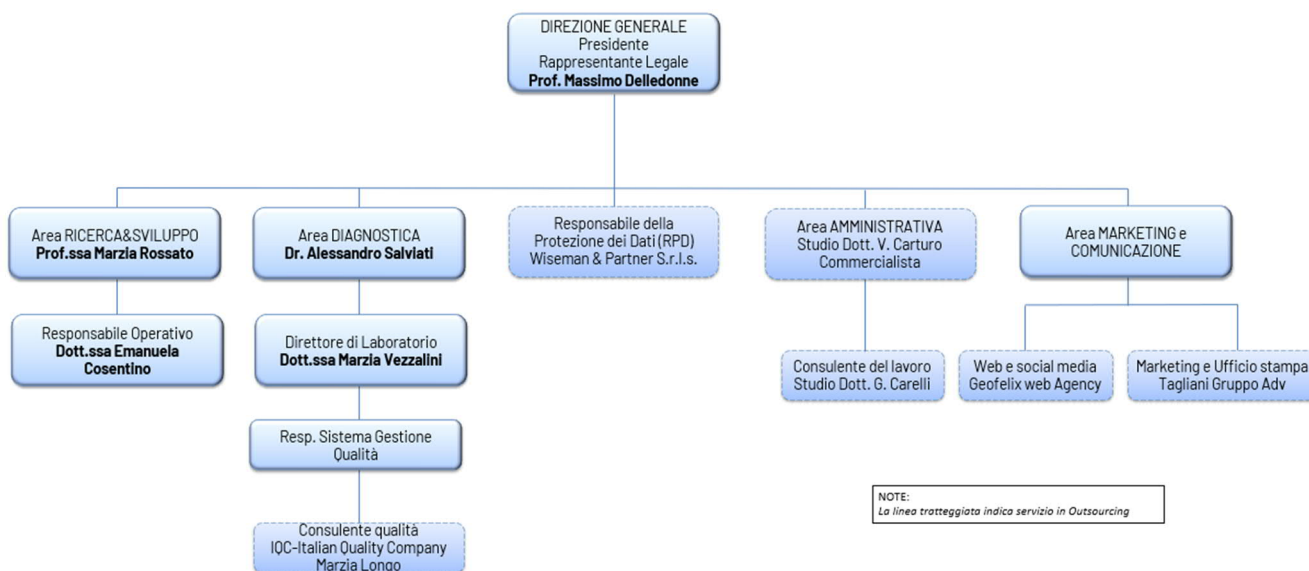 DIREZIONE GENERALE
Presidente
Rappresentante Legale
Prof. Massimo Delledonne
Area RICERCA&SVILUPPO
Prof.ssa Marzia Rossato
Area DIAGNOSTICA
Dr. Alessandro Salviati
Responsabile della
Protezione dei Dati (RPD)
Wiseman & Partner S.r.l.s.
Area AMMINISTRATIVA
Studio Dott. V. Carturo
Commercialista
Area MARKETING e
COMUNICAZIONE
Responsabile Operativo
Dott.ssa Emanuela
Cosentino
Direttore di Laboratorio
Dott.ssa Marzia Vezzalini
Consulente del lavoro
Studio Dott. G. Carelli
Web e social media
Geofelix web Agency
Marketing e Ufficio stampa
Tagliani Gruppo Adv
Resp. Sistema Gestione
Qualità
Consulente qualità
IQC-Italian Quality Company
Marzia Longo
NOTE:
La linea tratteggiata indica servizio in Outsourcing